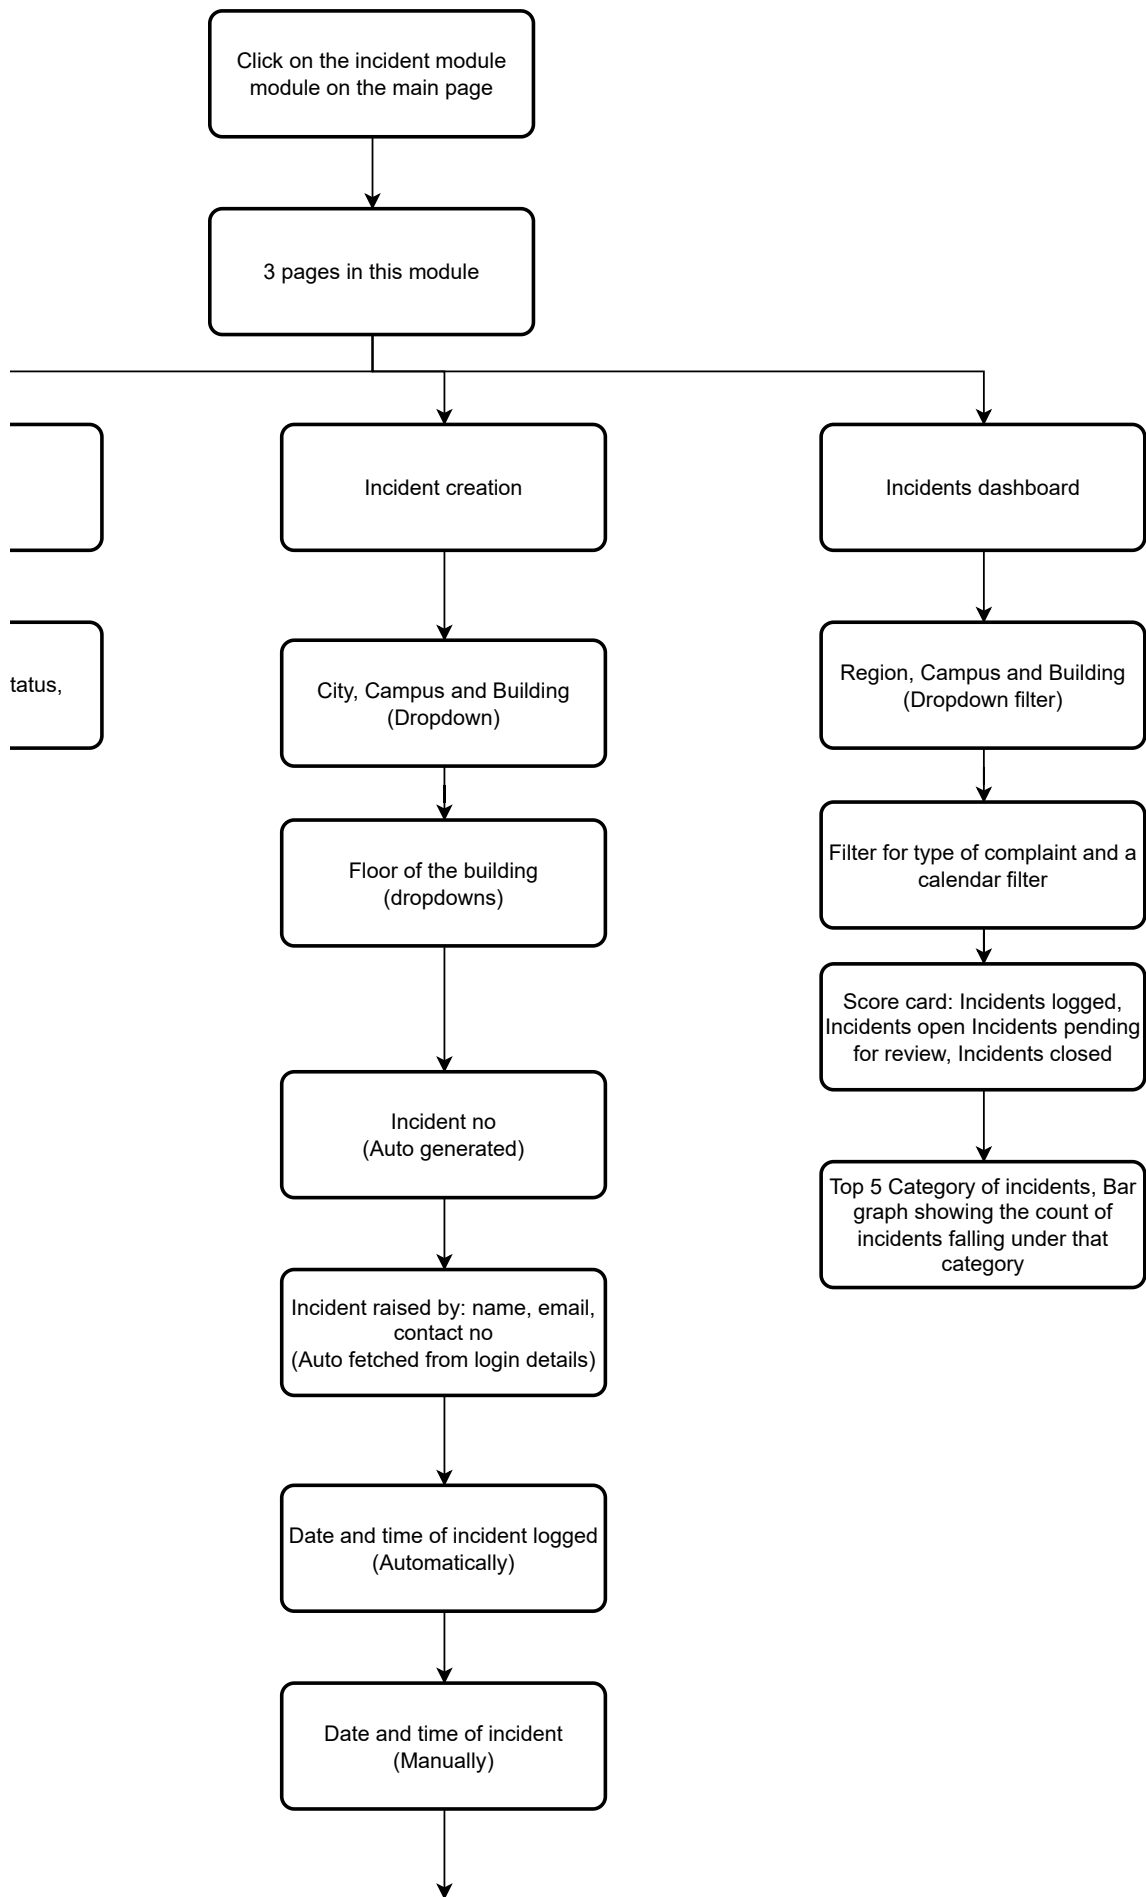 Click on the incident module
module on the main page
3 pages in this module
Incident creation
Incidents dashboard
tatus,
City, Campus and Building
(Dropdown)
Region, Campus and Building
(Dropdown filter)
Floor of the building
(dropdowns)
Filter for type of complaint and a
calendar filter
Score card: Incidents logged,
Incidents open Incidents pending
for review, Incidents closed
Incident no
(Auto generated)
Top 5 Category of incidents, Bar
graph showing the count of
incidents falling under that
category
Incident raised by: name, email,
contact no
(Auto fetched from login details)
Date and time of incident logged
(Automatically)
Date and time of incident
(Manually)